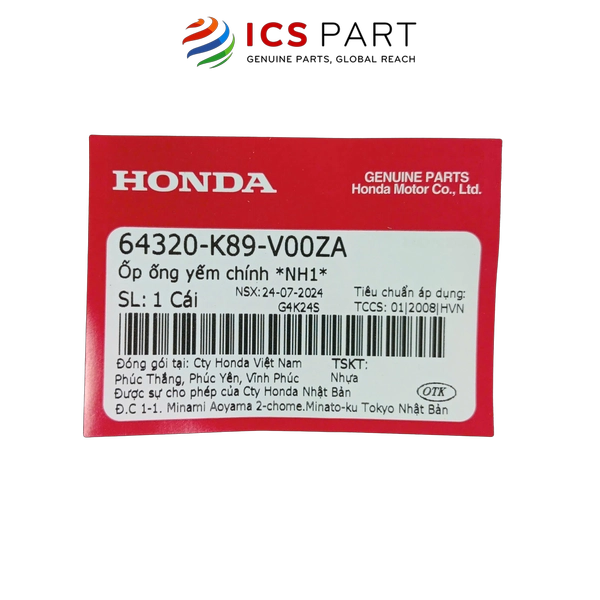 ICS PART
GENUINE PARTS, GLOBAL REACH
HONDA
GENUINE PARTS
Honda Motor Co., Ltd.
64320-K89-V00ZA
Ốp ống yếm chính *NH1*
SL: 1 Cái
NSX:24-07-2024
G4K24S
Tiêu chuẩn áp dụng:
TCCS: 01|2008|HVN
Đóng gói tại: Cty Honda Việt Nam
Phúc Thắng, Phúc Yên, Vĩnh Phúc
TSKT:
Nhựa
Được sự cho phép của Cty Honda Nhật Bản
Đ.C 1-1. Minami Aoyama 2-chome.Minato-ku Tokyo Nhật Bản
OTK